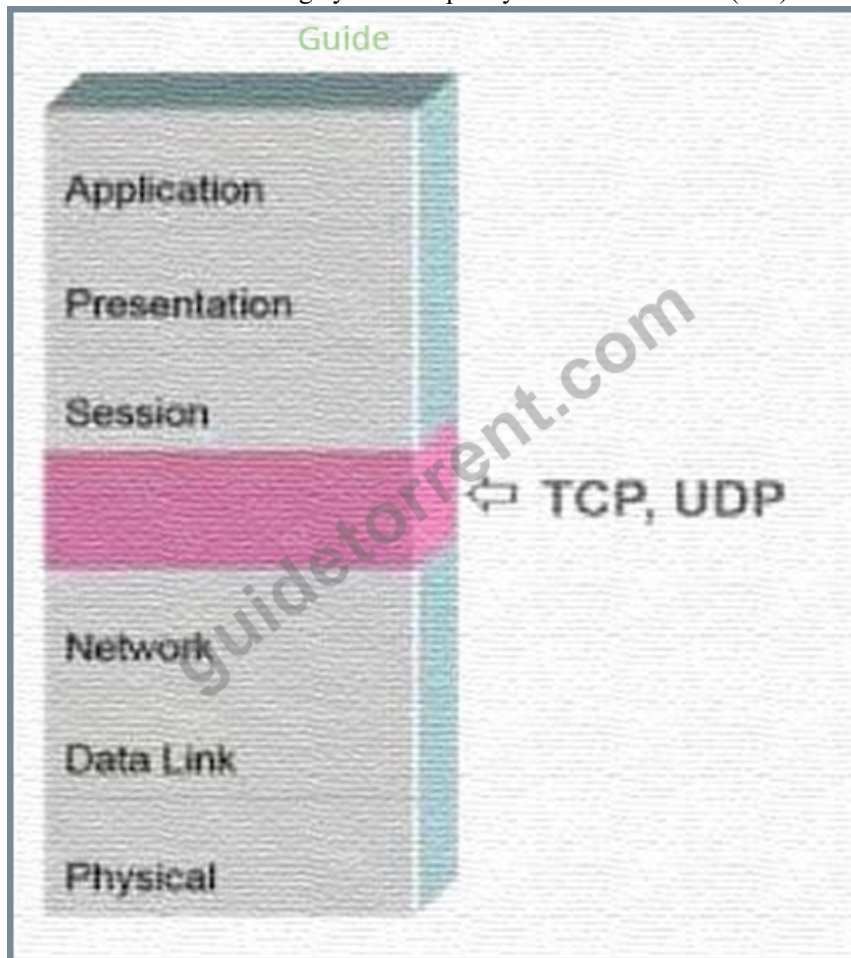 Guide
Application
Presentation
Session
TCP, UDP
Network
Data Link
Physical
guidetorrent.com